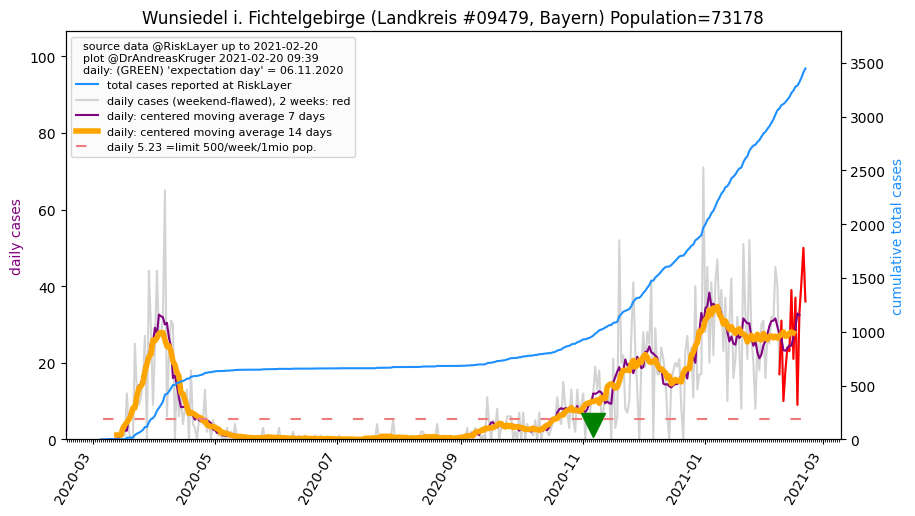 Wunsiedel i. Fichtelgebirge (Landkreis #09479, Bayern) Population=73178
source data @RiskLayer up to 2021-02-20
plot @DrAndreasKruger 2021-02-20 09:39
daily: (GREEN) 'expectation day' = 06.11.2020
total cases reported at RiskLayer
daily cases (weekend-flawed), 2 weeks: red
daily: centered moving average 7 days
daily: centered moving average 14 days
daily 5.23 =limit 500/week/1mio pop.
daily cases
100
80
60
40
20
0
cumulative total cases
3500
3000
2500
2000
1500
1000
500
0
2020-03
2020-05
2020-07
2020-09
2020-11
2021-01
2021-03